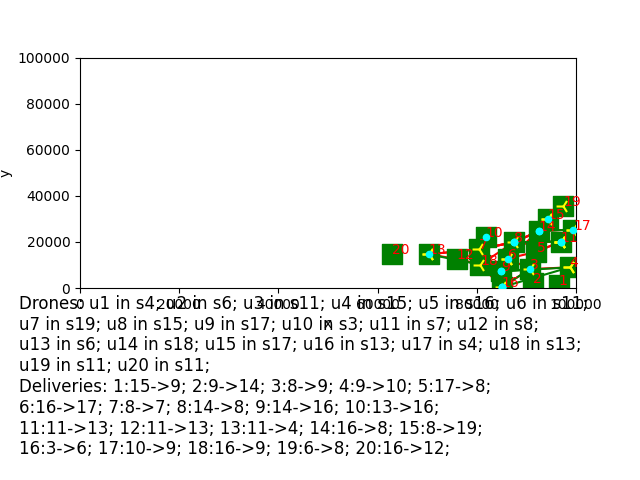 100000
80000
60000
40000
20000
0
y
19
17
10
20
Drones: u1 in s4; u2 in s6; u3 in s11; u4 in s15; u5 in s16; u6 in s11;
u7 in s19; u8 in s15; u9 in s17; u10 in s3; u11 in s7; u12 in s8;
u13 in s6; u14 in s18; u15 in s17; u16 in s13; u17 in s4; u18 in s13;
u19 in s11; u20 in s11;
Deliveries: 1:15->9; 2:9->14; 3:8->9; 4:9->10; 5:17->8;
6:16->17; 7:8->7; 8:14->8; 9:14->16; 10:13->16;
11:11->13; 12:11->13; 13:11->4; 14:16->8; 15:8->19;
16:3->6; 17:10->9; 18:16->9; 19:6->8; 20:16->12;